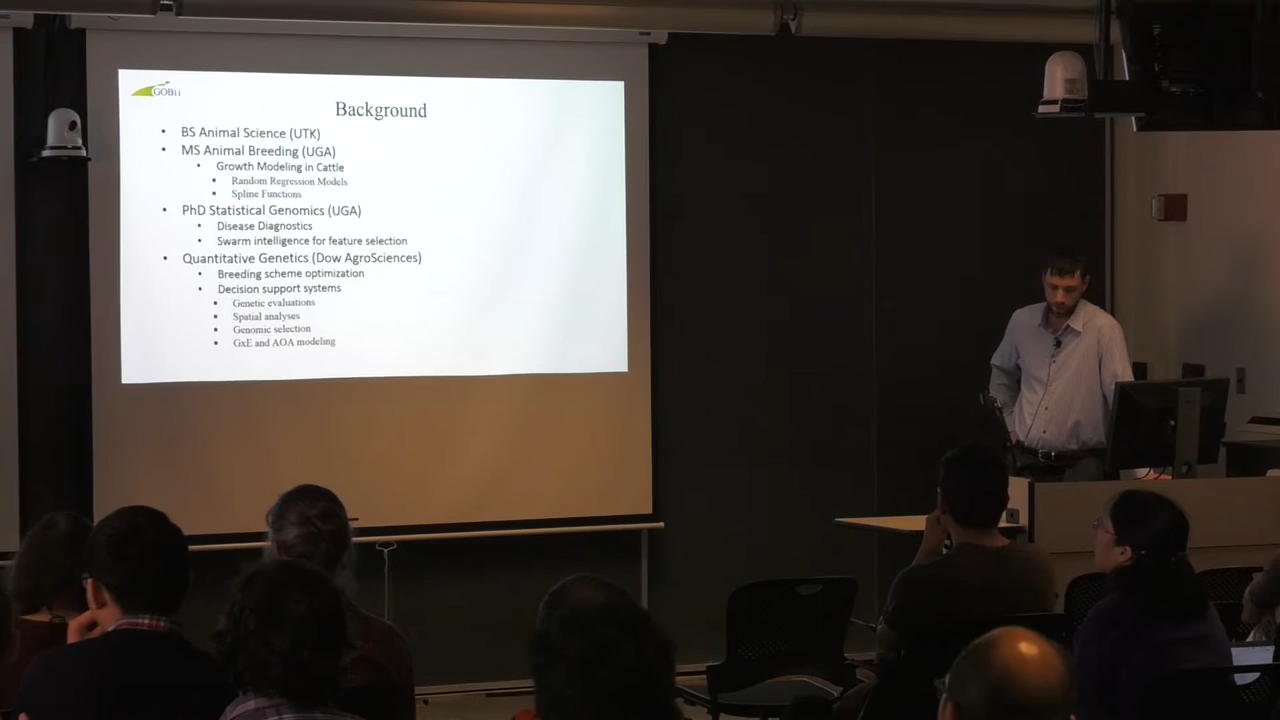 GOBii
Background
• BS Animal Science (UTK)
• MS Animal Breeding (UGA)
• Growth Modeling in Cattle
▪ Random Regression Models
▪ Spline Functions
• PhD Statistical Genomics (UGA)
• Disease Diagnostics
• Swarm intelligence for feature selection
• Quantitative Genetics (Dow AgroSciences)
• Breeding scheme optimization
• Decision support systems
▪ Genetic evaluations
▪ Spatial analyses
▪ Genomic selection
▪ GxE and AOA modeling